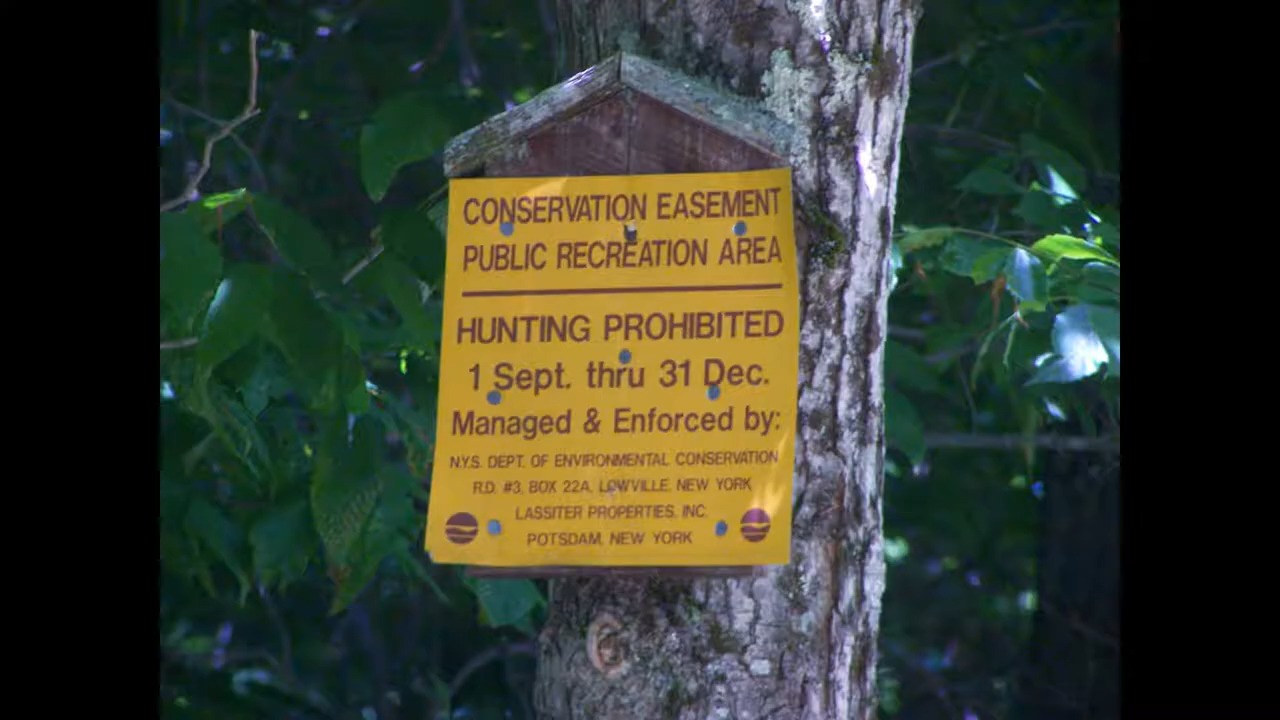 CONSERVATION EASEMENT
PUBLIC RECREATION AREA
HUNTING PROHIBITED
1 Sept. thru 31 Dec.
Managed & Enforced by:
N.Y.S. DEPT. OF ENVIRONMENTAL CONSERVATION
R.D. #3, BOX 22A, LOWVILLE, NEW YORK
LASSITER PROPERTIES, INC.
POTSDAM, NEW YORK